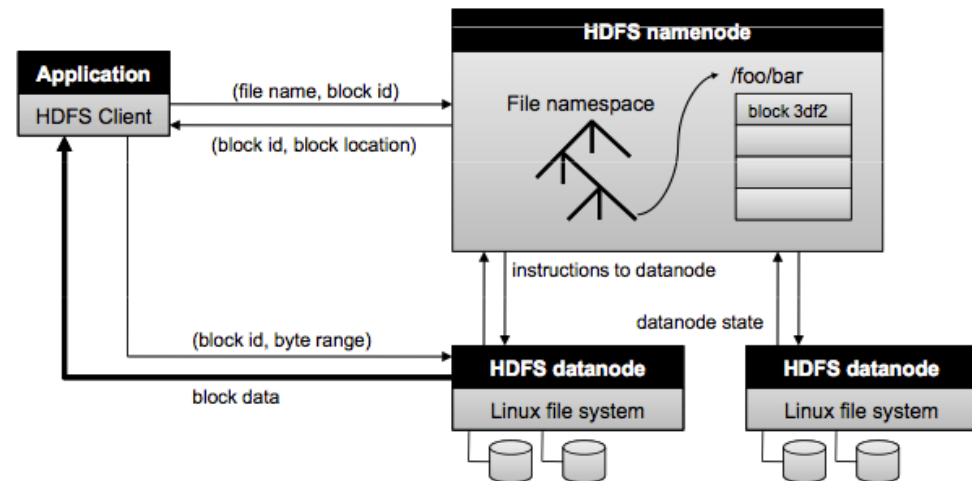 HDFS namenode
Application
HDFS Client
(file name, block id)
(block id, block location)
File namespace
/foo/bar
block 3df2
instructions to datanode
datanode state
(block id, byte range)
block data
HDFS datanode
Linux file system
HDFS datanode
Linux file system